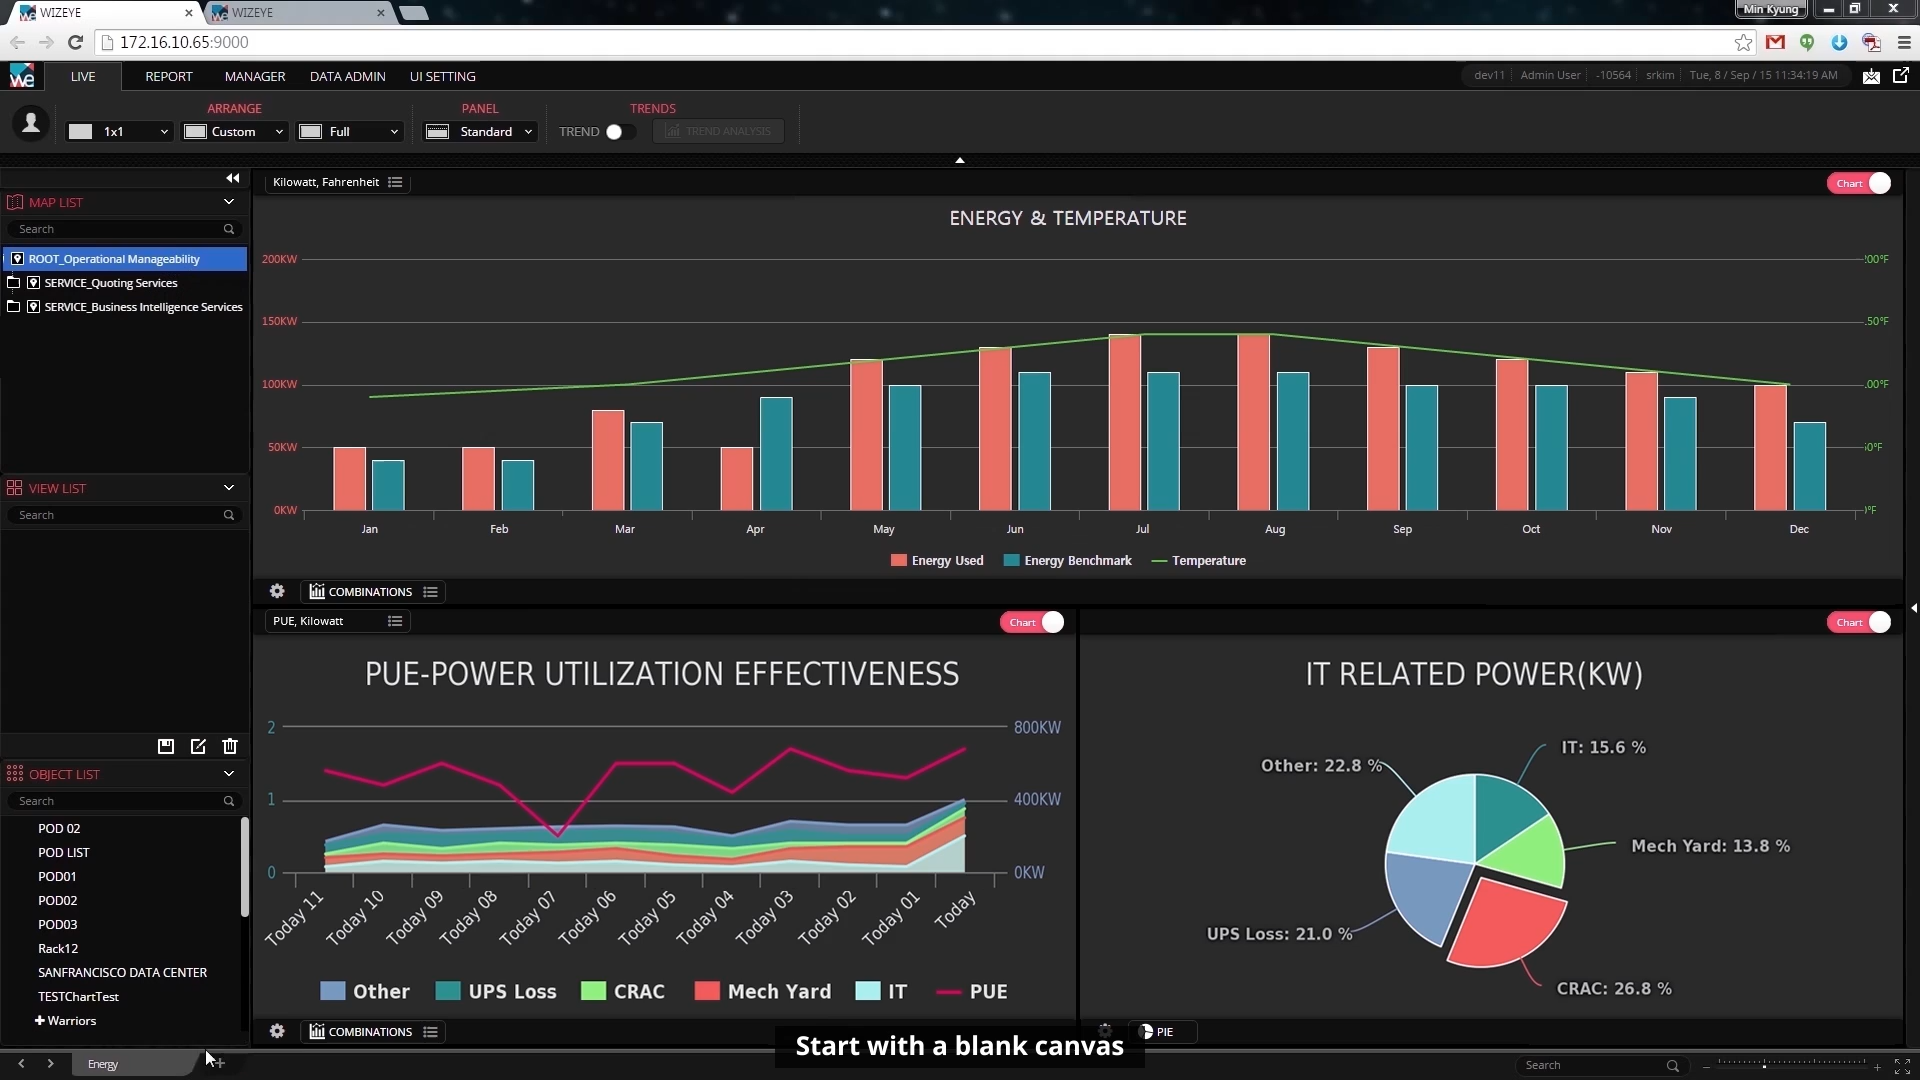 WIZEYE
WIZEYE
Min Kyung
172.16.10.65:9000
we
LIVE
REPORT
MANAGER
DATA ADMIN
UI SETTING
dev11
Admin User
-10564
srkim
Tue, 8 / Sep / 15 11:34:19 AM
ARRANGE
PANEL
TRENDS
1x1
Custom
Full
Standard
TREND
TREND ANALYSIS
MAP LIST
Search
ROOT_Operational Manageability
SERVICE_Quoting Services
SERVICE_Business Intelligence Services
VIEW LIST
Search
OBJECT LIST
Search
POD 02
POD LIST
POD01
POD02
POD03
Rack12
SANFRANCISCO DATA CENTER
TESTChartTest
Warriors
Kilowatt, Fahrenheit
Chart
ENERGY & TEMPERATURE
200KW
150KW
100KW
50KW
0KW
Jan
Feb
Mar
Apr
May
Jun
Jul
Aug
Sep
Oct
Nov
Dec
Energy Used
Energy Benchmark
Temperature
COMBINATIONS
PUE, Kilowatt
Chart
PUE-POWER UTILIZATION EFFECTIVENESS
2
1
0
800KW
400KW
0KW
Today 11
Today 10
Today 09
Today 08
Today 07
Today 06
Today 05
Today 04
Today 03
Today 02
Today 01
Today
Other
UPS Loss
CRAC
Mech Yard
IT
PUE
COMBINATIONS
Chart
IT RELATED POWER(KW)
IT: 15.6 %
Other: 22.8 %
Mech Yard: 13.8 %
UPS Loss: 21.0 %
CRAC: 26.8 %
PIE
Start with a blank canvas
Energy
Search